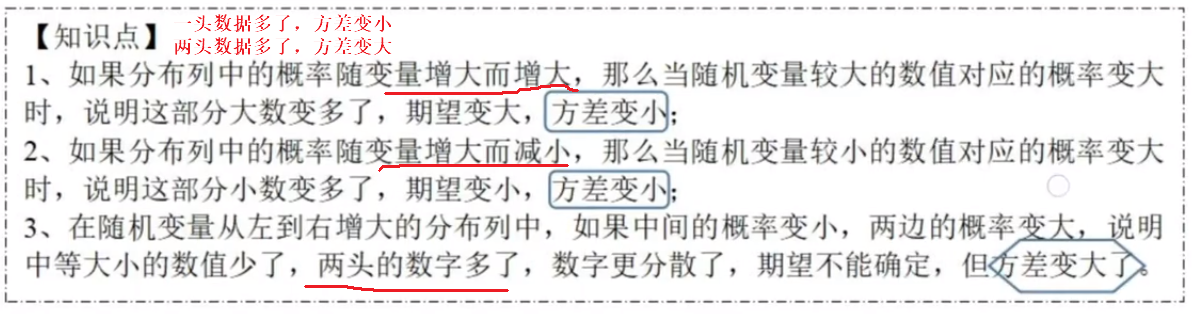 一头数据多了，方差变小
【知识点】
两头数据多了，方差变大
1、如果分布列中的概率随变量增大而增大，那么当随机变量较大的数值对应的概率变大
时，说明这部分大数变多了，期望变大，方差变小；
2、如果分布列中的概率随变量增大而减小，那么当随机变量较小的数值对应的概率变大
时，说明这部分小数变多了，期望变小，方差变小；
3、在随机变量从左到右增大的分布列中，如果中间的概率变小，两边的概率变大，说明
中等大小的数值少了，两头的数字多了，数字更分散了，期望不能确定，但方差变大了。